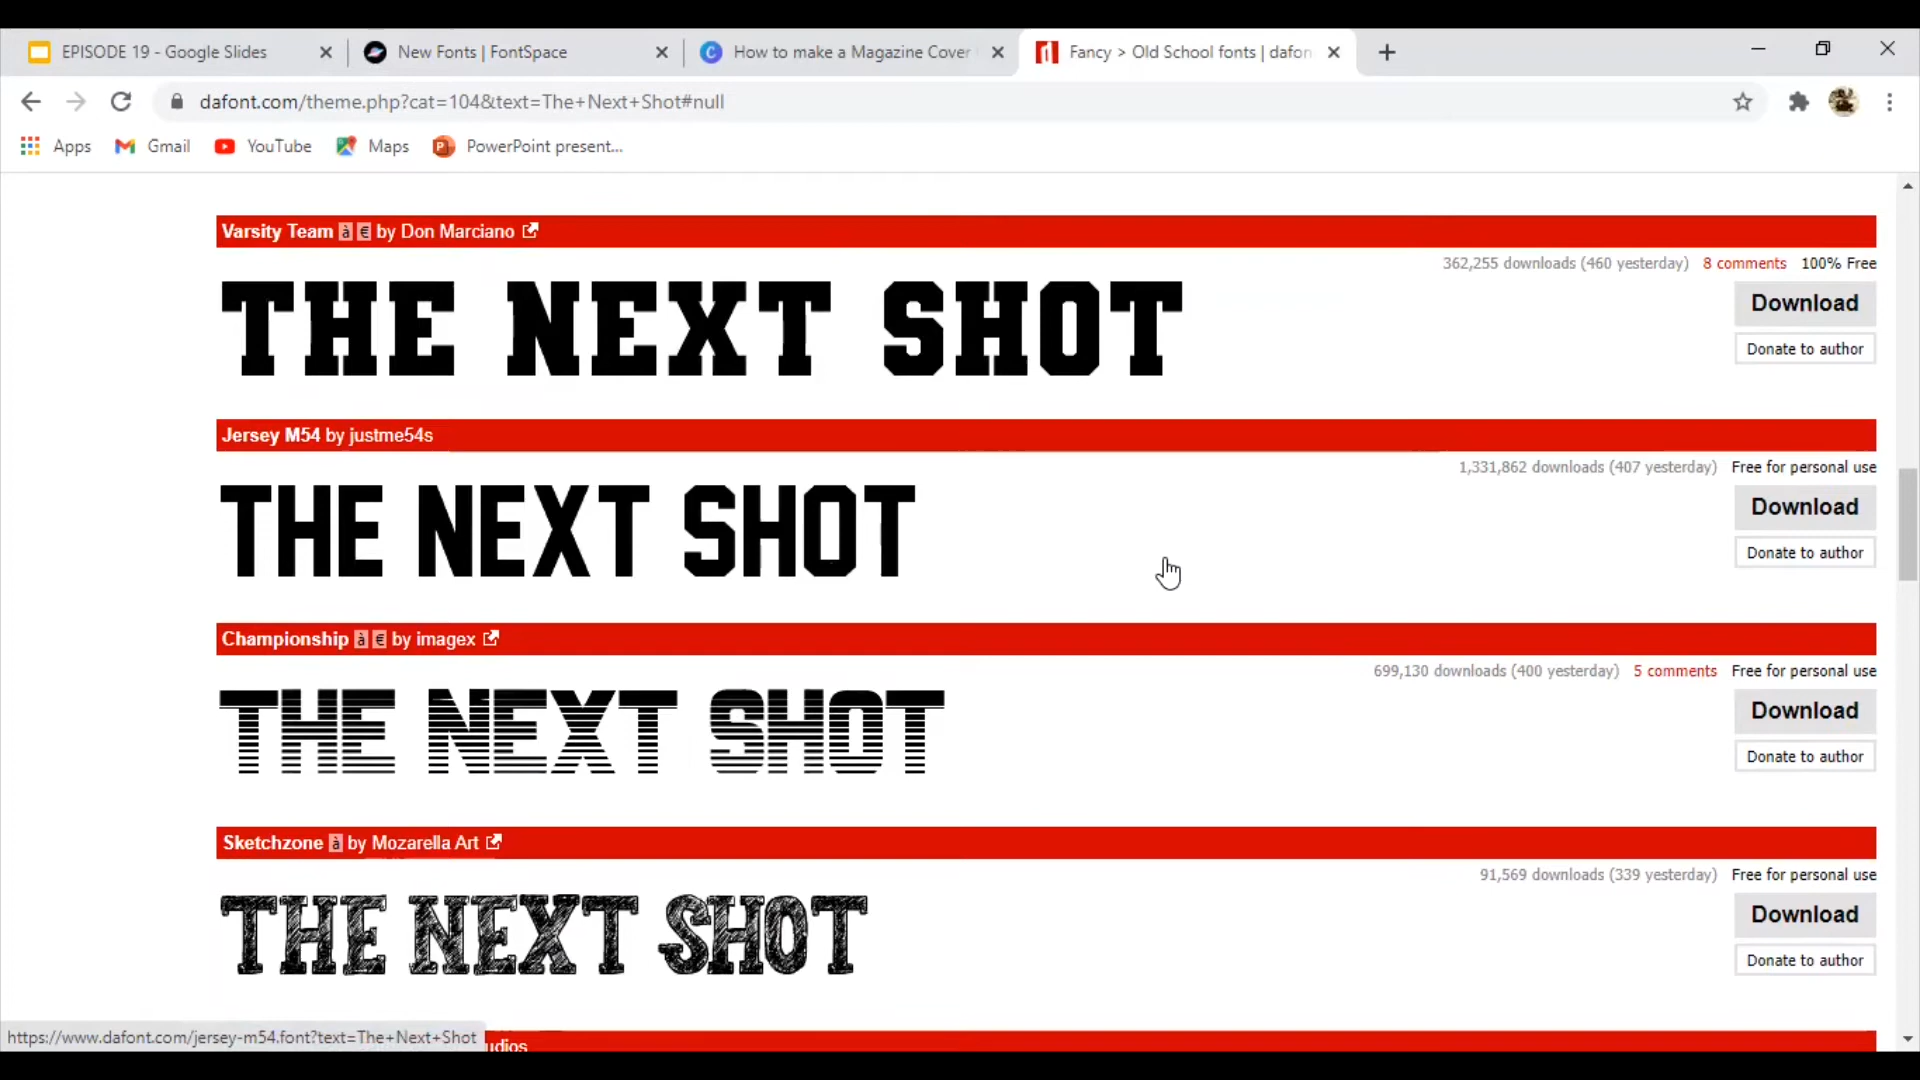 EPISODE 19 - Google Slides
New Fonts | FontSpace
How to make a Magazine Cover
Fancy > Old School fonts | dafon
dafont.com/theme.php?cat=104&text=The+Next+Shot#null
Apps
Gmail
YouTube
Maps
PowerPoint present...
Varsity Team à € by Don Marciano
362,255 downloads (460 yesterday) 8 comments 100% Free
THE NEXT SHOT
Download
Donate to author
Jersey M54 by justme54s
1,331,862 downloads (407 yesterday) Free for personal use
THE NEXT SHOT
Download
Donate to author
Championship à € by imagex
699,130 downloads (400 yesterday) 5 comments Free for personal use
THE NEXT SHOT
Download
Donate to author
Sketchzone à by Mozarella Art
91,569 downloads (339 yesterday) Free for personal use
THE NEXT SHOT
Download
Donate to author
https://www.dafont.com/jersey-m54.font?text=The+Next+Shot
udios